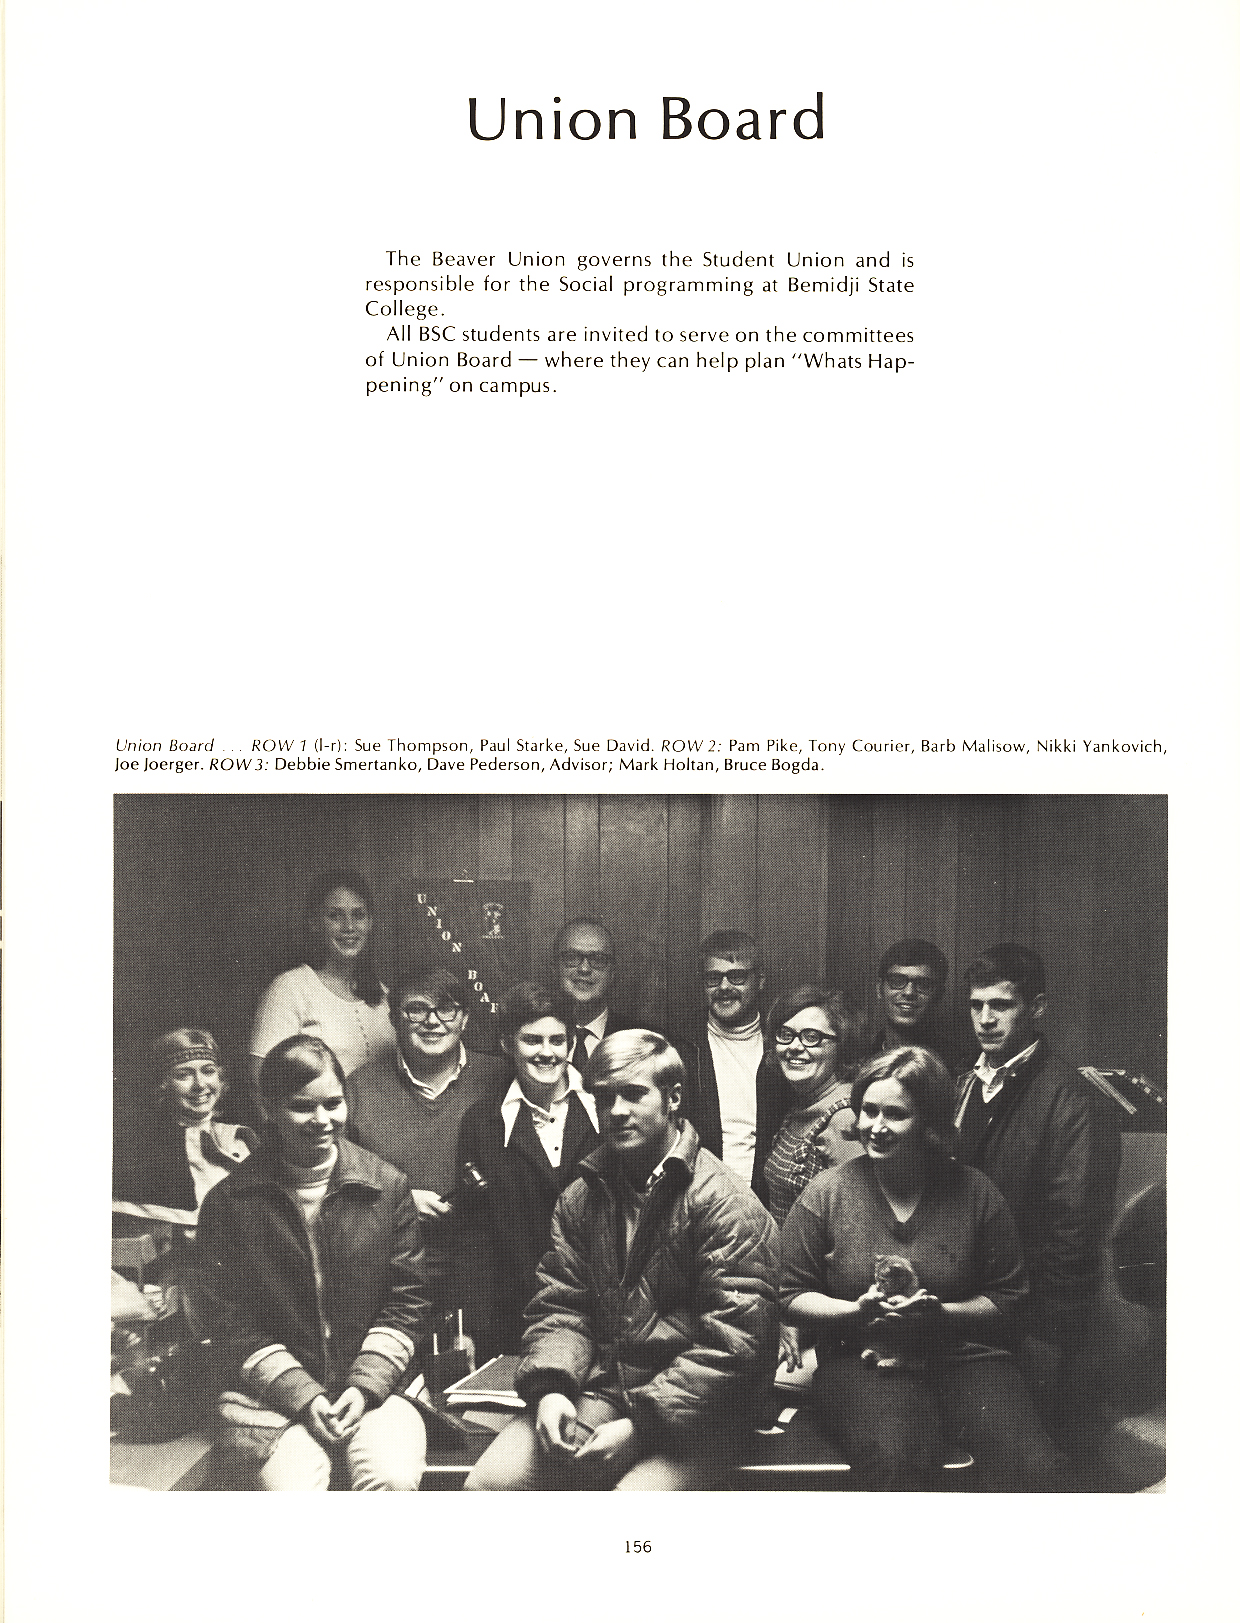 Union Board
The Beaver Union governs the Student Union and is
responsible for the Social programming at Bemidji State
College.
All BSC students are invited to serve on the committees
of Union Board — where they can help plan "Whats Hap-
pening" on campus.
Union Board ... ROW 1 (l-r): Sue Thompson, Paul Starke, Sue David. ROW 2: Pam Pike, Tony Courier, Barb Malisow, Nikki Yankovich,
Joe Joerger. ROW 3: Debbie Smertanko, Dave Pederson, Advisor; Mark Holtan, Bruce Bogda.
UNION
BOAR
156